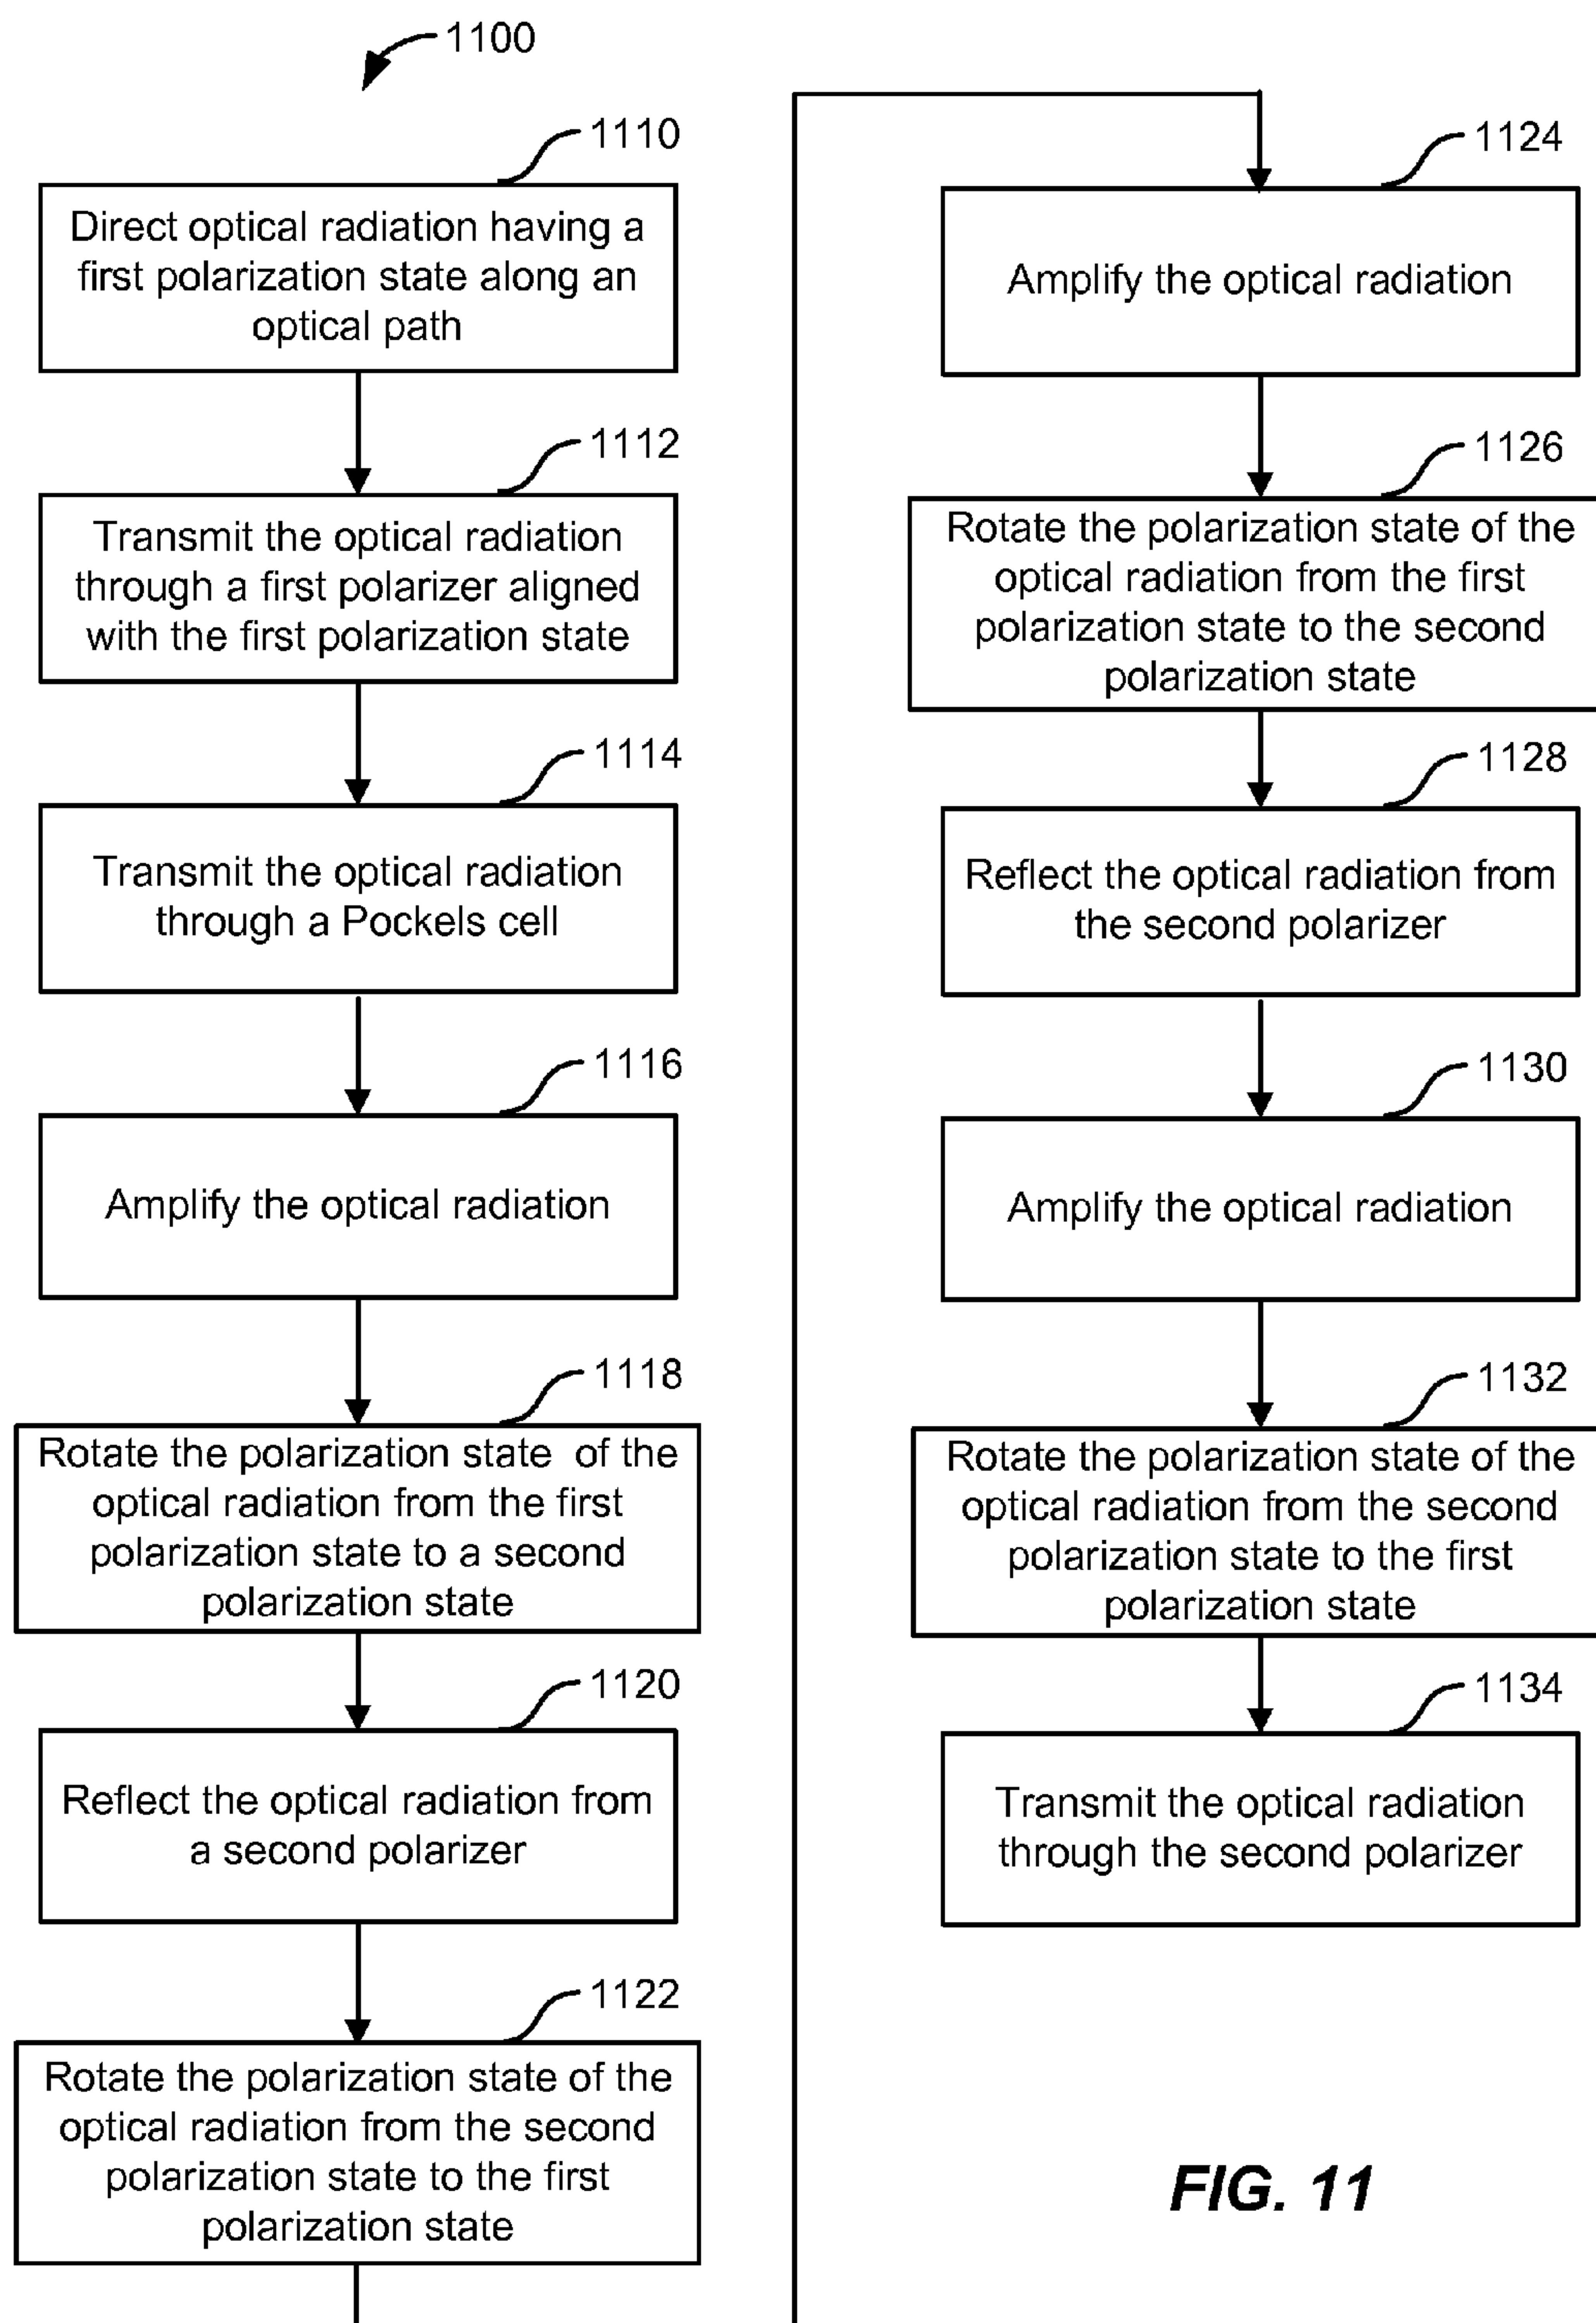 1100
1110
Direct optical radiation having a
first polarization state along an
optical path
1112
Transmit the optical radiation
through a first polarizer aligned
with the first polarization state
1114
Transmit the optical radiation
through a Pockels cell
1116
Amplify the optical radiation
1118
Rotate the polarization state of the
optical radiation from the first
polarization state to a second
polarization state
1120
Reflect the optical radiation from
a second polarizer
1122
Rotate the polarization state of the
optical radiation from the second
polarization state to the first
polarization state
1124
Amplify the optical radiation
1126
Rotate the polarization state of the
optical radiation from the first
polarization state to the second
polarization state
1128
Reflect the optical radiation from
the second polarizer
1130
Amplify the optical radiation
1132
Rotate the polarization state of the
optical radiation from the second
polarization state to the first
polarization state
1134
Transmit the optical radiation
through the second polarizer
FIG. 11